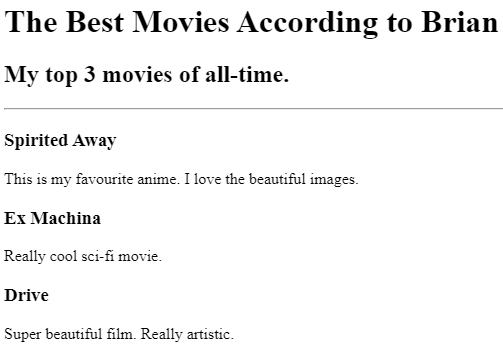 The Best Movies According to Brian
My top 3 movies of all-time.
Spirited Away
This is my favourite anime. I love the beautiful images.
Ex Machina
Really cool sci-fi movie.
Drive
Super beautiful film. Really artistic.